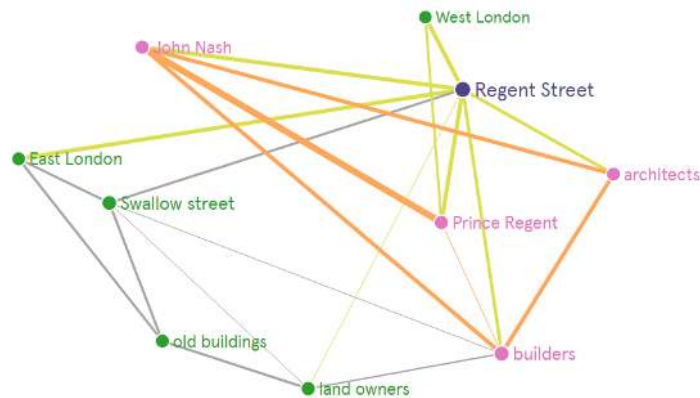 West London
John Nash
Regent Street
East London
architects
Swallow street
Prince Regent
old buildings
builders
land owners